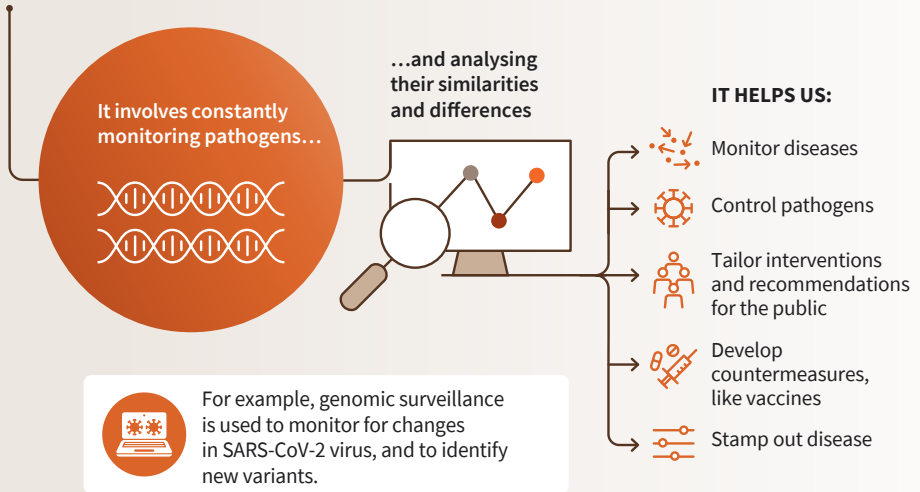 It involves constantly
monitoring pathogens…
…and analysing
their similarities
and differences
IT HELPS US:
Monitor diseases
Control pathogens
Tailor interventions
and recommendations
for the public
Develop
countermeasures,
like vaccines
Stamp out disease
For example, genomic surveillance
is used to monitor for changes
in SARS-CoV-2 virus, and to identify
new variants.